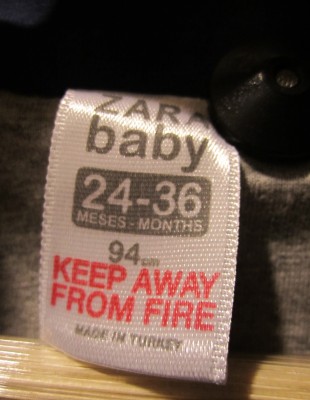 ZARA
baby
24-36
MESES - MONTHS
94cm
KEEP AWAY
FROM FIRE
MADE IN TURKEY